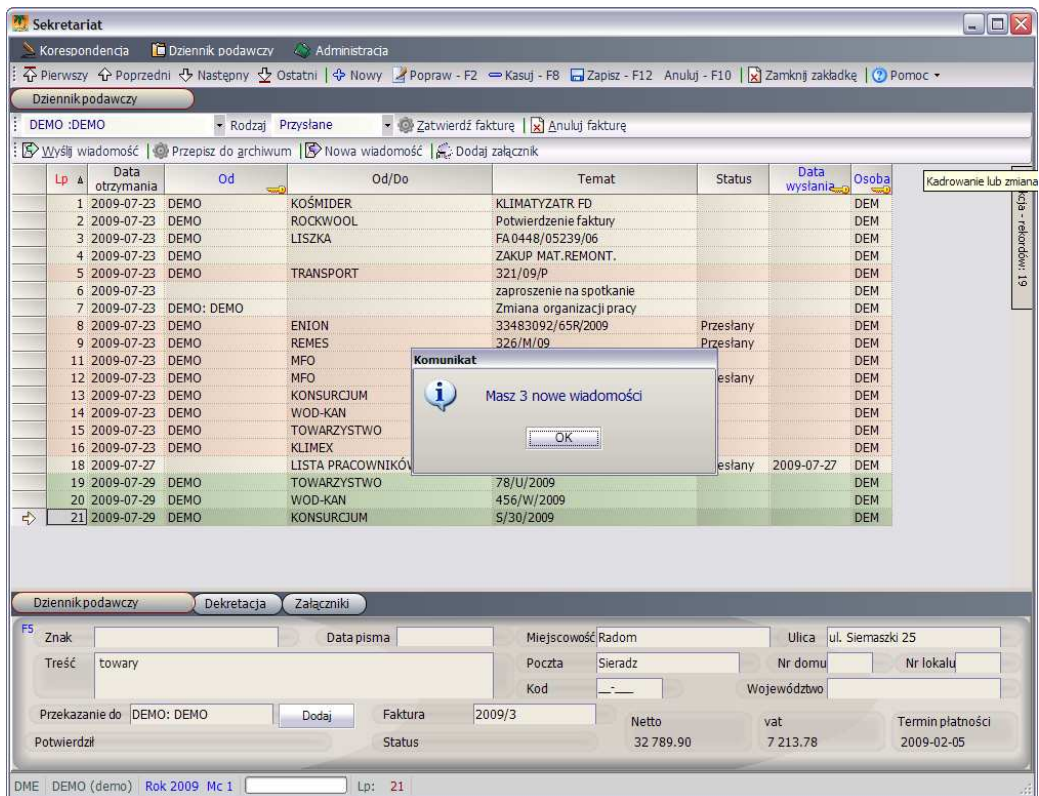 Sekretariat
Korespondencja Dziennik podawczy Administracja
Pierwszy Poprzedni Następny Ostatni Nowy Popraw - F2 Kasuj - F8 Zapisz - F12 Anuluj - F10 Zamknij zakładkę Pomoc
Dziennik podawczy
DEMO :DEMO Rodzaj Przysłane Zatwierdź fakturę Anuluj fakturę
Wyślij wiadomość Przepisz do archiwum Nowa wiadomość Dodaj załącznik
Lp Data otrzymania Od Od/Do Temat Status Data wysłania Osoba
Kadrowanie lub zmiana
kcja - rekordów: 19
1 2009-07-23 DEMO KOŚMIDER KLIMATYZATR FD DEM
2 2009-07-23 DEMO ROCKWOOL Potwierdzenie faktury DEM
3 2009-07-23 DEMO LISZKA FA 0448/05239/06 DEM
4 2009-07-23 DEMO ZAKUP MAT.REMONT. DEM
5 2009-07-23 DEMO TRANSPORT 321/09/P DEM
6 2009-07-23 zaproszenie na spotkanie DEM
7 2009-07-23 DEMO: DEMO Zmiana organizacji pracy DEM
8 2009-07-23 DEMO ENION 33483092/65R/2009 Przesłany DEM
9 2009-07-23 DEMO REMES 326/M/09 Przesłany DEM
11 2009-07-23 DEMO MFO DEM
12 2009-07-23 DEMO MFO esłany DEM
13 2009-07-23 DEMO KONSURCJUM DEM
14 2009-07-23 DEMO WOD-KAN DEM
15 2009-07-23 DEMO TOWARZYSTWO DEM
16 2009-07-23 DEMO KLIMEX DEM
18 2009-07-27 LISTA PRACOWNIKÓW esłany 2009-07-27 DEM
19 2009-07-29 DEMO TOWARZYSTWO 78/U/2009 DEM
20 2009-07-29 DEMO WOD-KAN 456/W/2009 DEM
21 2009-07-29 DEMO KONSURCJUM S/30/2009 DEM
Komunikat
Masz 3 nowe wiadomości
OK
Dziennik podawczy Dekretacja Załączniki
F5 Znak Data pisma Miejscowość Radom Ulica ul. Siemaszki 25
Treść towary Poczta Sieradz Nr domu Nr lokalu
Kod __-___ Województwo
Przekazanie do DEMO: DEMO Dodaj Faktura 2009/3 Netto vat Termin płatności
Potwierdził Status 32 789.90 7 213.78 2009-02-05
DME DEMO (demo) Rok 2009 Mc 1 Lp: 21